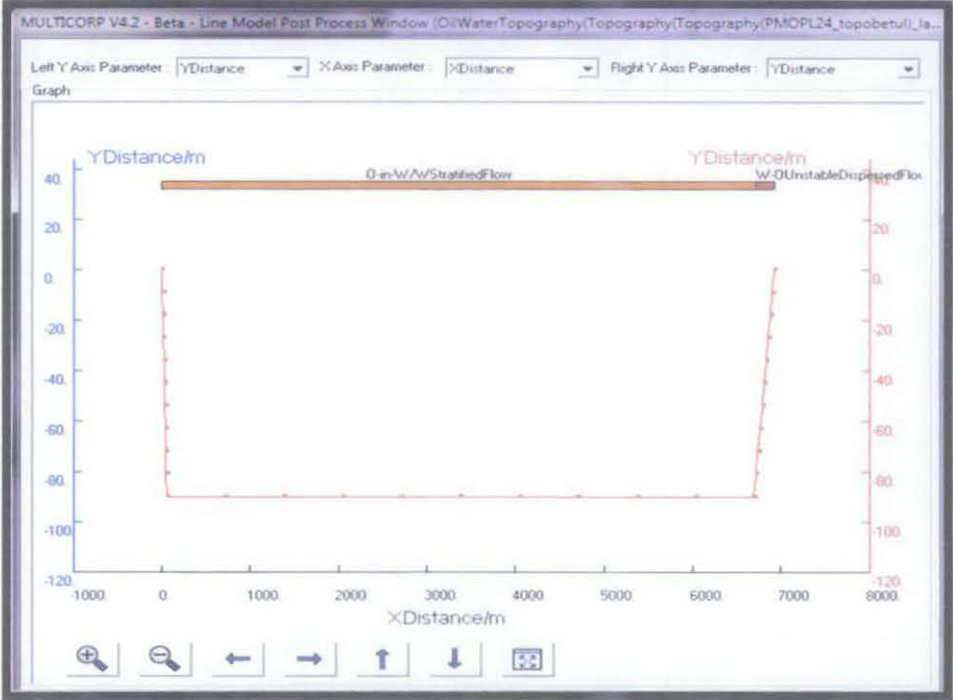 MULTICORP V4.2 - Beta - Line Model Post Process Window (OilWaterTopography(Topography(Topography(PMOPL24_topobetul)_la...
Left Y Axis Parameter : YDistance X Axis Parameter : XDistance Right Y Axis Parameter : YDistance
Graph
YDistance/m YDistance/m
O-in-W/WStratifiedFlow W-OUnstableDispersedFlow
40. 40.
20. 20.
0. 0.
-20. -20.
-40. -40.
-60. -60.
-80. -80.
-100. -100.
-120. -120.
-1000. 0. 1000. 2000. 3000. 4000. 5000. 6000. 7000. 8000.
XDistance/m